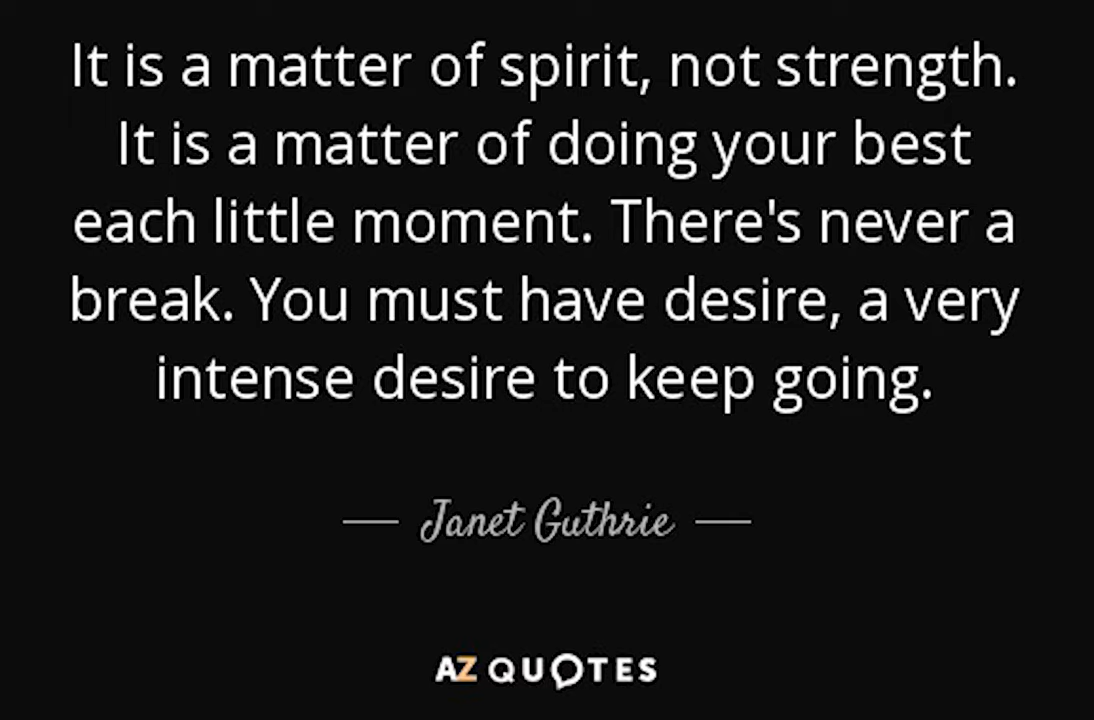 It is a matter of spirit, not strength.
It is a matter of doing your best
each little moment. There's never a
break. You must have desire, a very
intense desire to keep going.
Janet Guthrie
AZ QUOTES